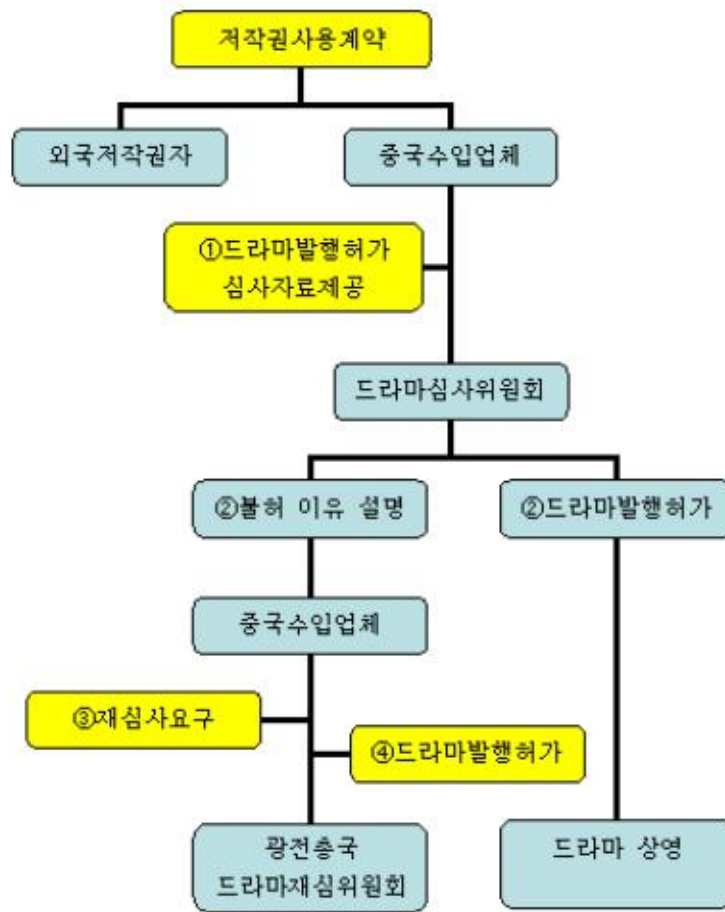 저작권사용계약
외국저작권자
중국수입업체
①드라마발행허가
심사자료제공
드라마심사위원회
②불허 이유 설명
②드라마발행허가
중국수입업체
③재심사요구
④드라마발행허가
광전총국
드라마재심위원회
드라마 상영